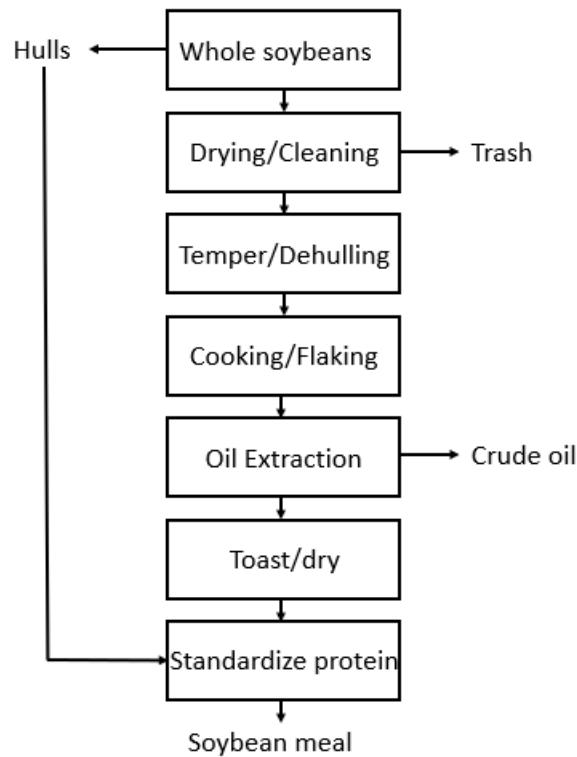 Hulls
Whole soybeans
Drying/Cleaning
Trash
Temper/Dehulling
Cooking/Flaking
Oil Extraction
Crude oil
Toast/dry
Standardize protein
Soybean meal